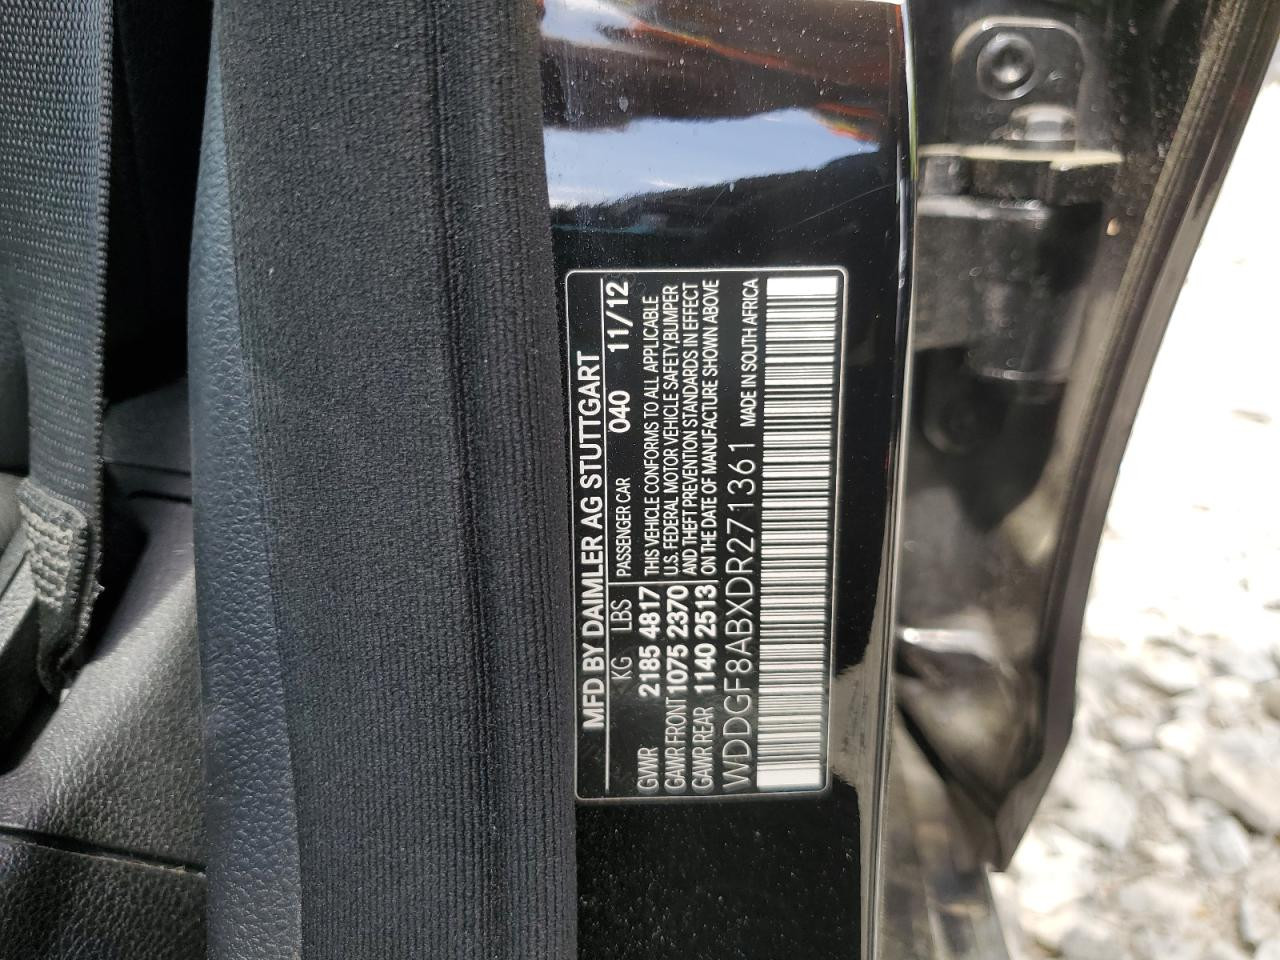 MFD BY DAIMLER AG STUTTGART
KG LBS PASSENGER CAR 040 11/12
GVWR 2185 4817 THIS VEHICLE CONFORMS TO ALL APPLICABLE
GAWR FRONT 1075 2370 U.S. FEDERAL MOTOR VEHICLE SAFETY,BUMPER
GAWR REAR 1140 2513 AND THEFT PREVENTION STANDARDS IN EFFECT
ON THE DATE OF MANUFACTURE SHOWN ABOVE
WDDGF8ABXDR271361 MADE IN SOUTH AFRICA